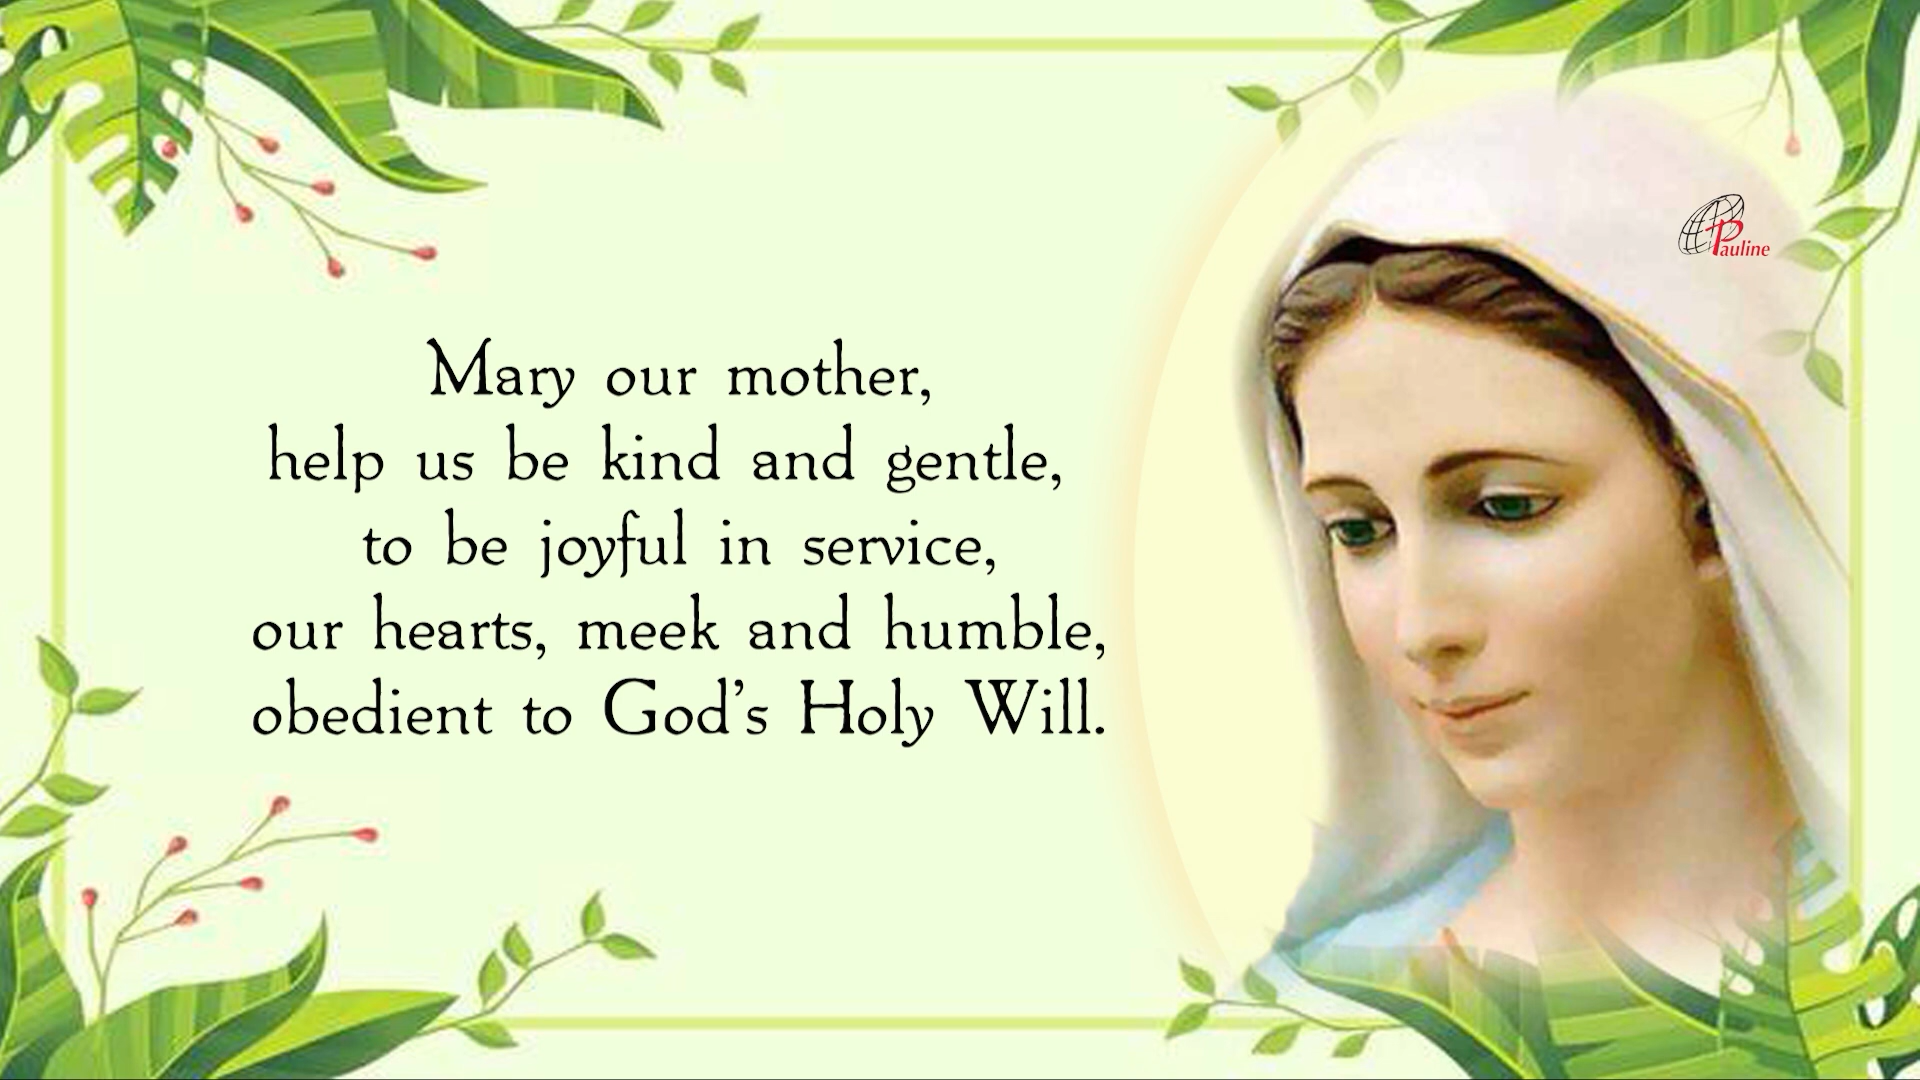 Mary our mother,
help us be kind and gentle,
to be joyful in service,
our hearts, meek and humble,
obedient to God’s Holy Will.
Pauline